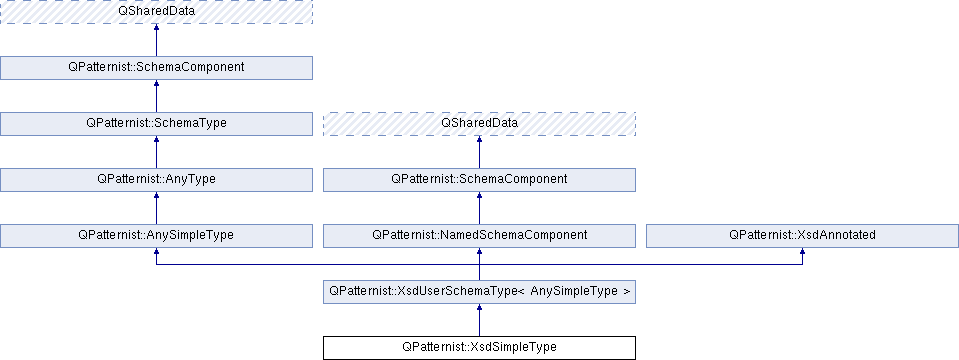 QSharedData
QPatternist::SchemaComponent
QPatternist::SchemaType
QSharedData
QPatternist::AnyType
QPatternist::SchemaComponent
QPatternist::AnySimpleType
QPatternist::NamedSchemaComponent
QPatternist::XsdAnnotated
QPatternist::XsdUserSchemaType< AnySimpleType >
QPatternist::XsdSimpleType